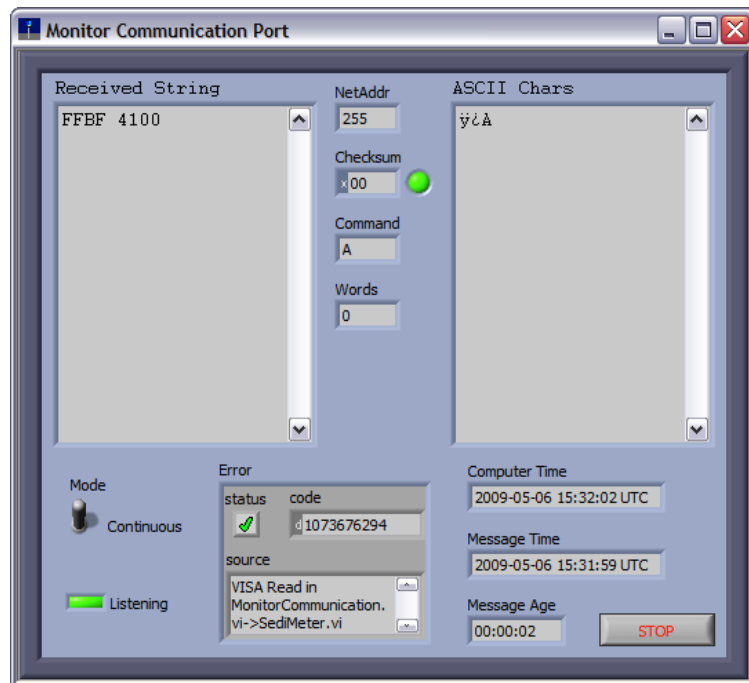 Monitor Communication Port
Received String
FFBF 4100
NetAddr
255
Checksum
x00
Command
A
Words
0
ASCII Chars
ÿ¿A
Mode
Continuous
Listening
Error
status code
d1073676294
source
VISA Read in
MonitorCommunication.
vi->SediMeter.vi
Computer Time
2009-05-06 15:32:02 UTC
Message Time
2009-05-06 15:31:59 UTC
Message Age
00:00:02
STOP